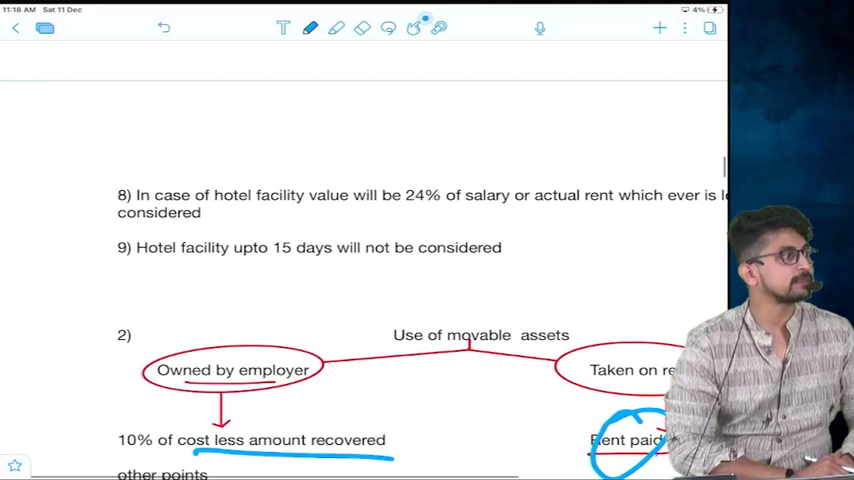 11:18 AM Sat 11 Dec
4%
T
8) In case of hotel facility value will be 24% of salary or actual rent which ever is
considered
9) Hotel facility upto 15 days will not be considered
2)
Use of movable assets
Owned by employer
Taken on
10% of cost less amount recovered
Rent paid
other points